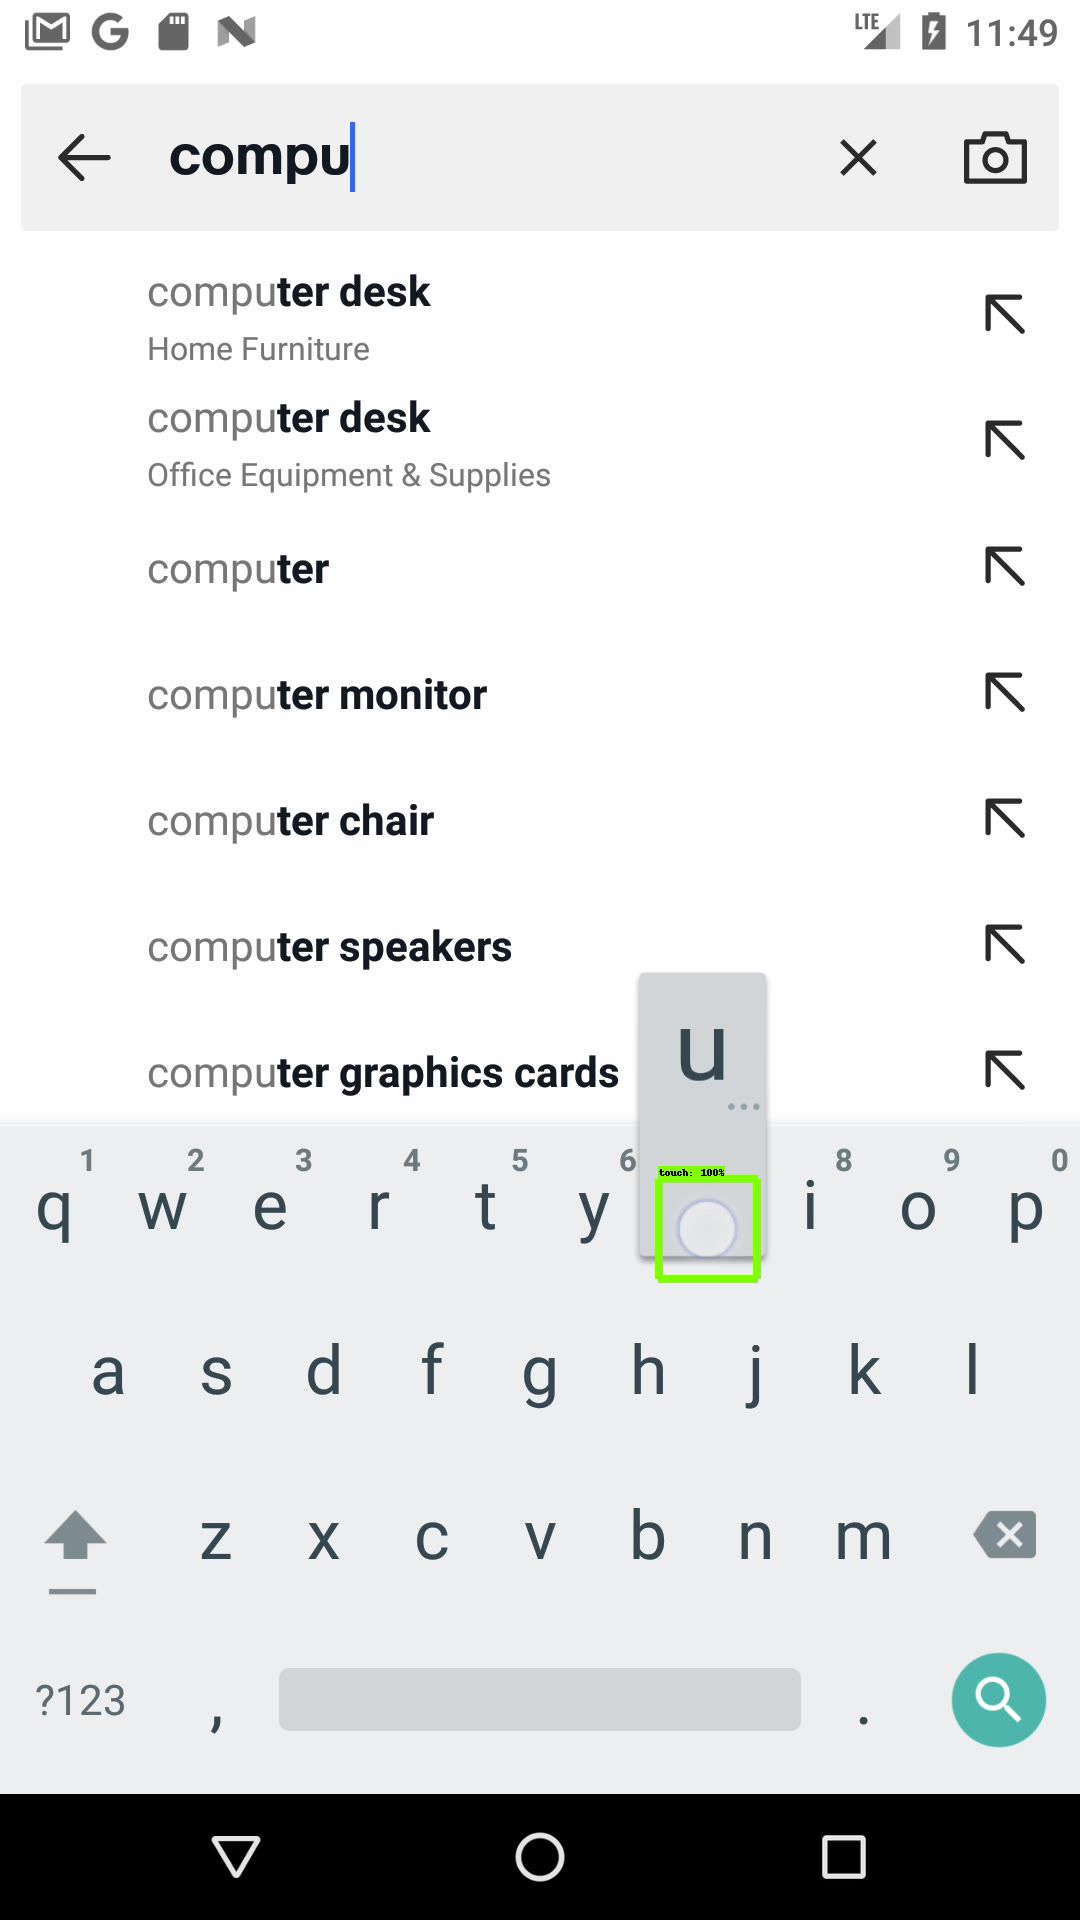 LTE 11:49
compu
computer desk
Home Furniture
computer desk
Office Equipment & Supplies
computer
computer monitor
computer chair
computer speakers
computer graphics cards
u
...
touch: 100%
1 2 3 4 5 6 8 9 0
q w e r t y i o p
a s d f g h j k l
z x c v b n m
?123 , .